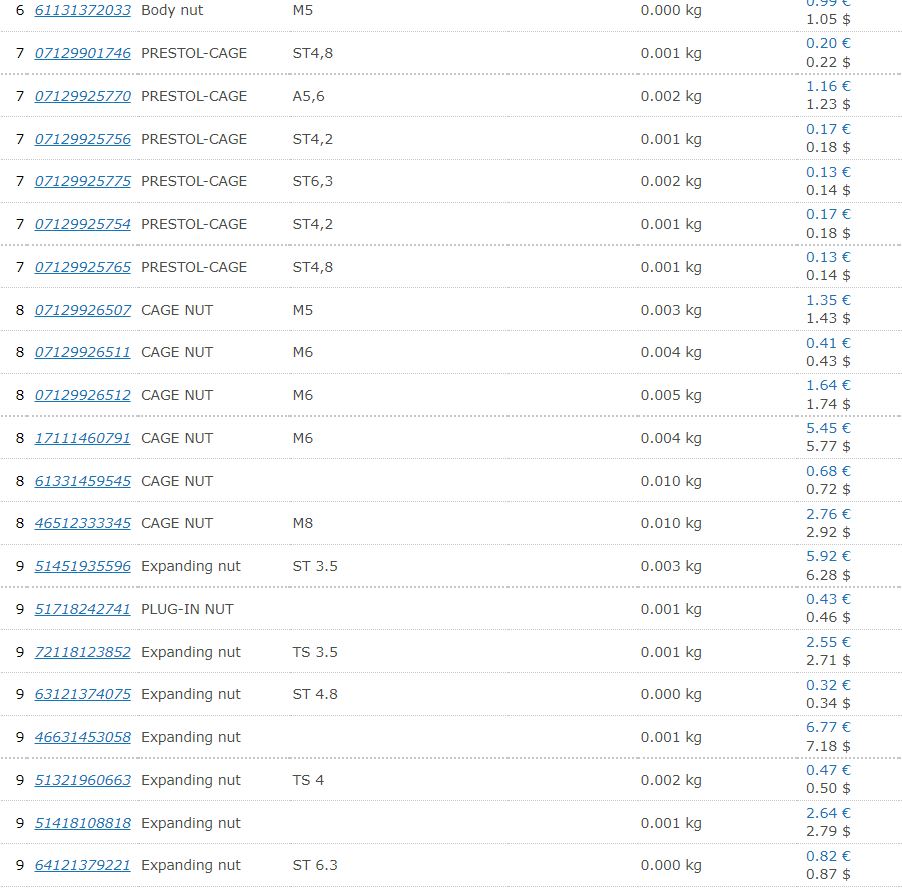 6 61131372033 Body nut M5 0.000 kg 0.99 €
1.05 $
7 07129901746 PRESTOL-CAGE ST4,8 0.001 kg 0.20 €
0.22 $
7 07129925770 PRESTOL-CAGE A5,6 0.002 kg 1.16 €
1.23 $
7 07129925756 PRESTOL-CAGE ST4,2 0.001 kg 0.17 €
0.18 $
7 07129925775 PRESTOL-CAGE ST6,3 0.002 kg 0.13 €
0.14 $
7 07129925754 PRESTOL-CAGE ST4,2 0.001 kg 0.17 €
0.18 $
7 07129925765 PRESTOL-CAGE ST4,8 0.001 kg 0.13 €
0.14 $
8 07129926507 CAGE NUT M5 0.003 kg 1.35 €
1.43 $
8 07129926511 CAGE NUT M6 0.004 kg 0.41 €
0.43 $
8 07129926512 CAGE NUT M6 0.005 kg 1.64 €
1.74 $
8 17111460791 CAGE NUT M6 0.004 kg 5.45 €
5.77 $
8 61331459545 CAGE NUT 0.010 kg 0.68 €
0.72 $
8 46512333345 CAGE NUT M8 0.010 kg 2.76 €
2.92 $
9 51451935596 Expanding nut ST 3.5 0.003 kg 5.92 €
6.28 $
9 51718242741 PLUG-IN NUT 0.001 kg 0.43 €
0.46 $
9 72118123852 Expanding nut TS 3.5 0.001 kg 2.55 €
2.71 $
9 63121374075 Expanding nut ST 4.8 0.000 kg 0.32 €
0.34 $
9 46631453058 Expanding nut 0.001 kg 6.77 €
7.18 $
9 51321960663 Expanding nut TS 4 0.002 kg 0.47 €
0.50 $
9 51418108818 Expanding nut 0.001 kg 2.64 €
2.79 $
9 64121379221 Expanding nut ST 6.3 0.000 kg 0.82 €
0.87 $